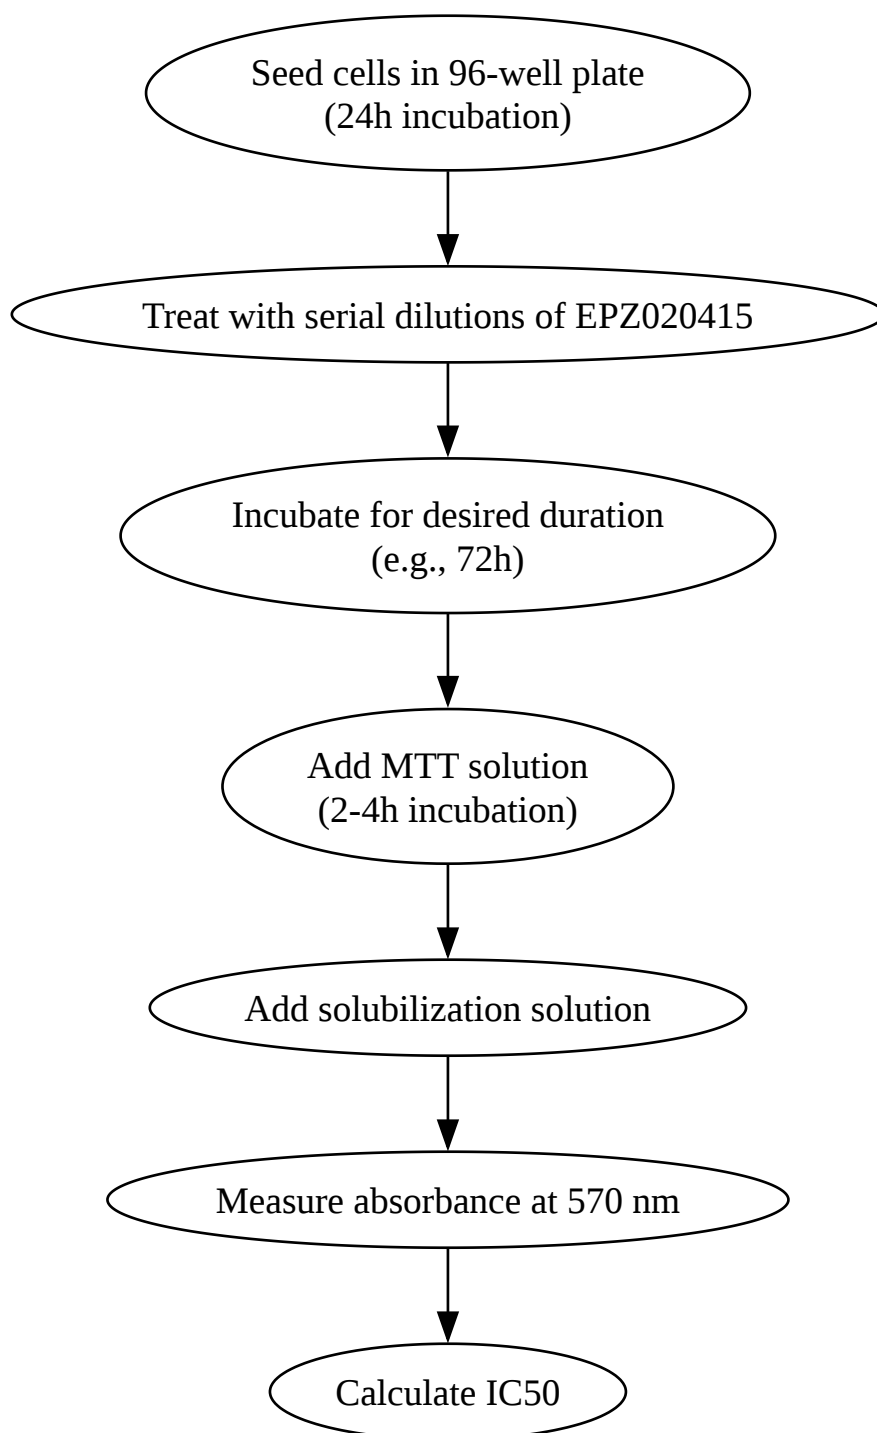 Seed cells in 96-well plate
(24h incubation)
Treat with serial dilutions of EPZ020415
Incubate for desired duration
(e.g., 72h)
Add MTT solution
(2-4h incubation)
Add solubilization solution
Measure absorbance at 570 nm
Calculate IC50